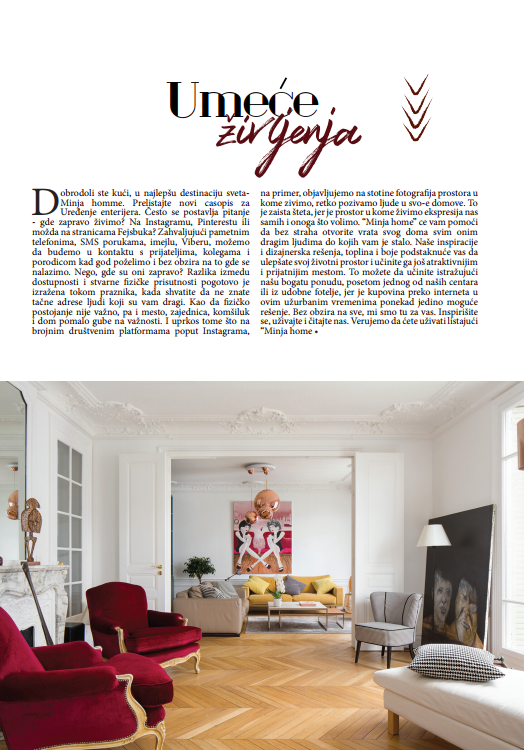 Umeće
življenja
Dobrodoli ste kući, u najlepšu destinaciju sveta-
Minja homme. Prelistajte novi casopis za
Uređenje enterijera. Često se postavlja pitanje
- gde zapravo živimo? Na Instagramu, Pinterestu ili
možda na stranicama Fejsbuka? Zahvaljujući pametnim
telefonima, SMS porukama, imejlu, Viberu, možemo
da budemo u kontaktu s prijateljima, kolegama i
porodicom kad god poželimo i bez obzira na to gde se
nalazimo. Nego, gde su oni zapravo? Razlika između
dostupnosti i stvarne fizičke prisutnosti pogotovo je
izražena tokom praznika, kada shvatite da ne znate
tačne adrese ljudi koji su vam dragi. Kao da fizičko
postojanje nije važno, pa i mesto, zajednica, komšiluk
i dom pomalo gube na važnosti. I uprkos tome što na
brojnim društvenim platformama poput Instagrama,
na primer, objavljujemo na stotine fotografija prostora u
kome zivimo, retko pozivamo ljude u svo-e domove. To
je zaista šteta, jer je prostor u kome živimo ekspresija nas
samih i onoga što volimo. "Minja home" ce vam pomoći
da bez straha otvorite vrata svog doma svim onim
dragim ljudima do kojih vam je stalo. Naše inspiracije
i dizajnerska rešenja, toplina i boje podstaknuće vas da
ulepšate svoj životni prostor i učinite ga još atraktivnijim
i prijatnijim mestom. To možete da učinite istražujući
našu bogatu ponudu, posetom jednog od naših centara
ili iz udobne fotelje, jer je kupovina preko interneta u
ovim užurbanim vremenima ponekad jedino moguće
rešenje. Bez obzira na sve, mi smo tu za vas. Inspirišite
se, uživajte i čitajte nas. Verujemo da ćete uživati listajući
"Minja home •